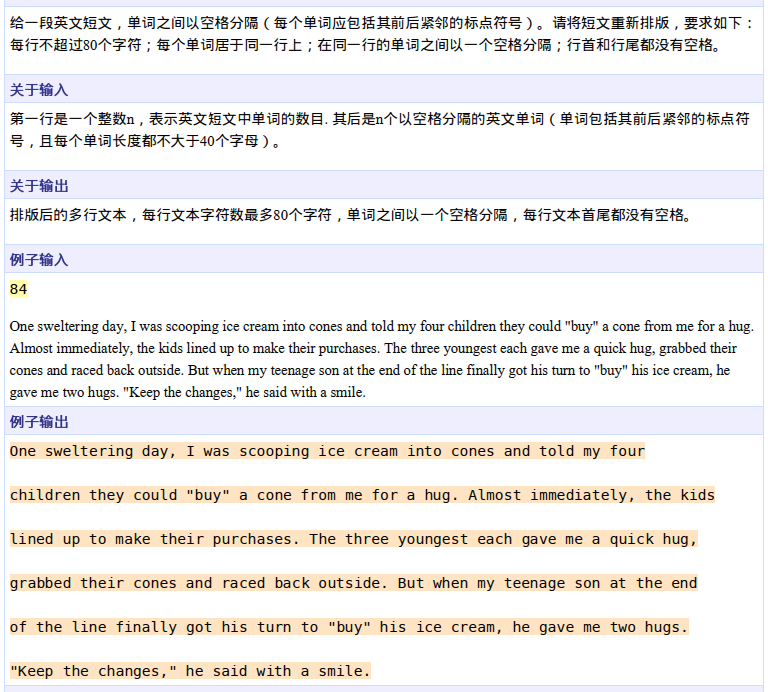 给一段英文短文，单词之间以空格分隔（每个单词应包括其前后紧邻的标点符号）。请将短文重新排版，要求如下：
每行不超过80个字符；每个单词居于同一行上；在同一行的单词之间以一个空格分隔；行首和行尾都没有空格。
关于输入
第一行是一个整数n，表示英文短文中单词的数目. 其后是n个以空格分隔的英文单词（单词包括其前后紧邻的标点符
号，且每个单词长度都不大于40个字母）。
关于输出
排版后的多行文本，每行文本字符数最多80个字符，单词之间以一个空格分隔，每行文本首尾都没有空格。
例子输入
84
One sweltering day, I was scooping ice cream into cones and told my four children they could "buy" a cone from me for a hug.
Almost immediately, the kids lined up to make their purchases. The three youngest each gave me a quick hug, grabbed their
cones and raced back outside. But when my teenage son at the end of the line finally got his turn to "buy" his ice cream, he
gave me two hugs. "Keep the changes," he said with a smile.
例子输出
One sweltering day, I was scooping ice cream into cones and told my four
children they could "buy" a cone from me for a hug. Almost immediately, the kids
lined up to make their purchases. The three youngest each gave me a quick hug,
grabbed their cones and raced back outside. But when my teenage son at the end
of the line finally got his turn to "buy" his ice cream, he gave me two hugs.
"Keep the changes," he said with a smile.